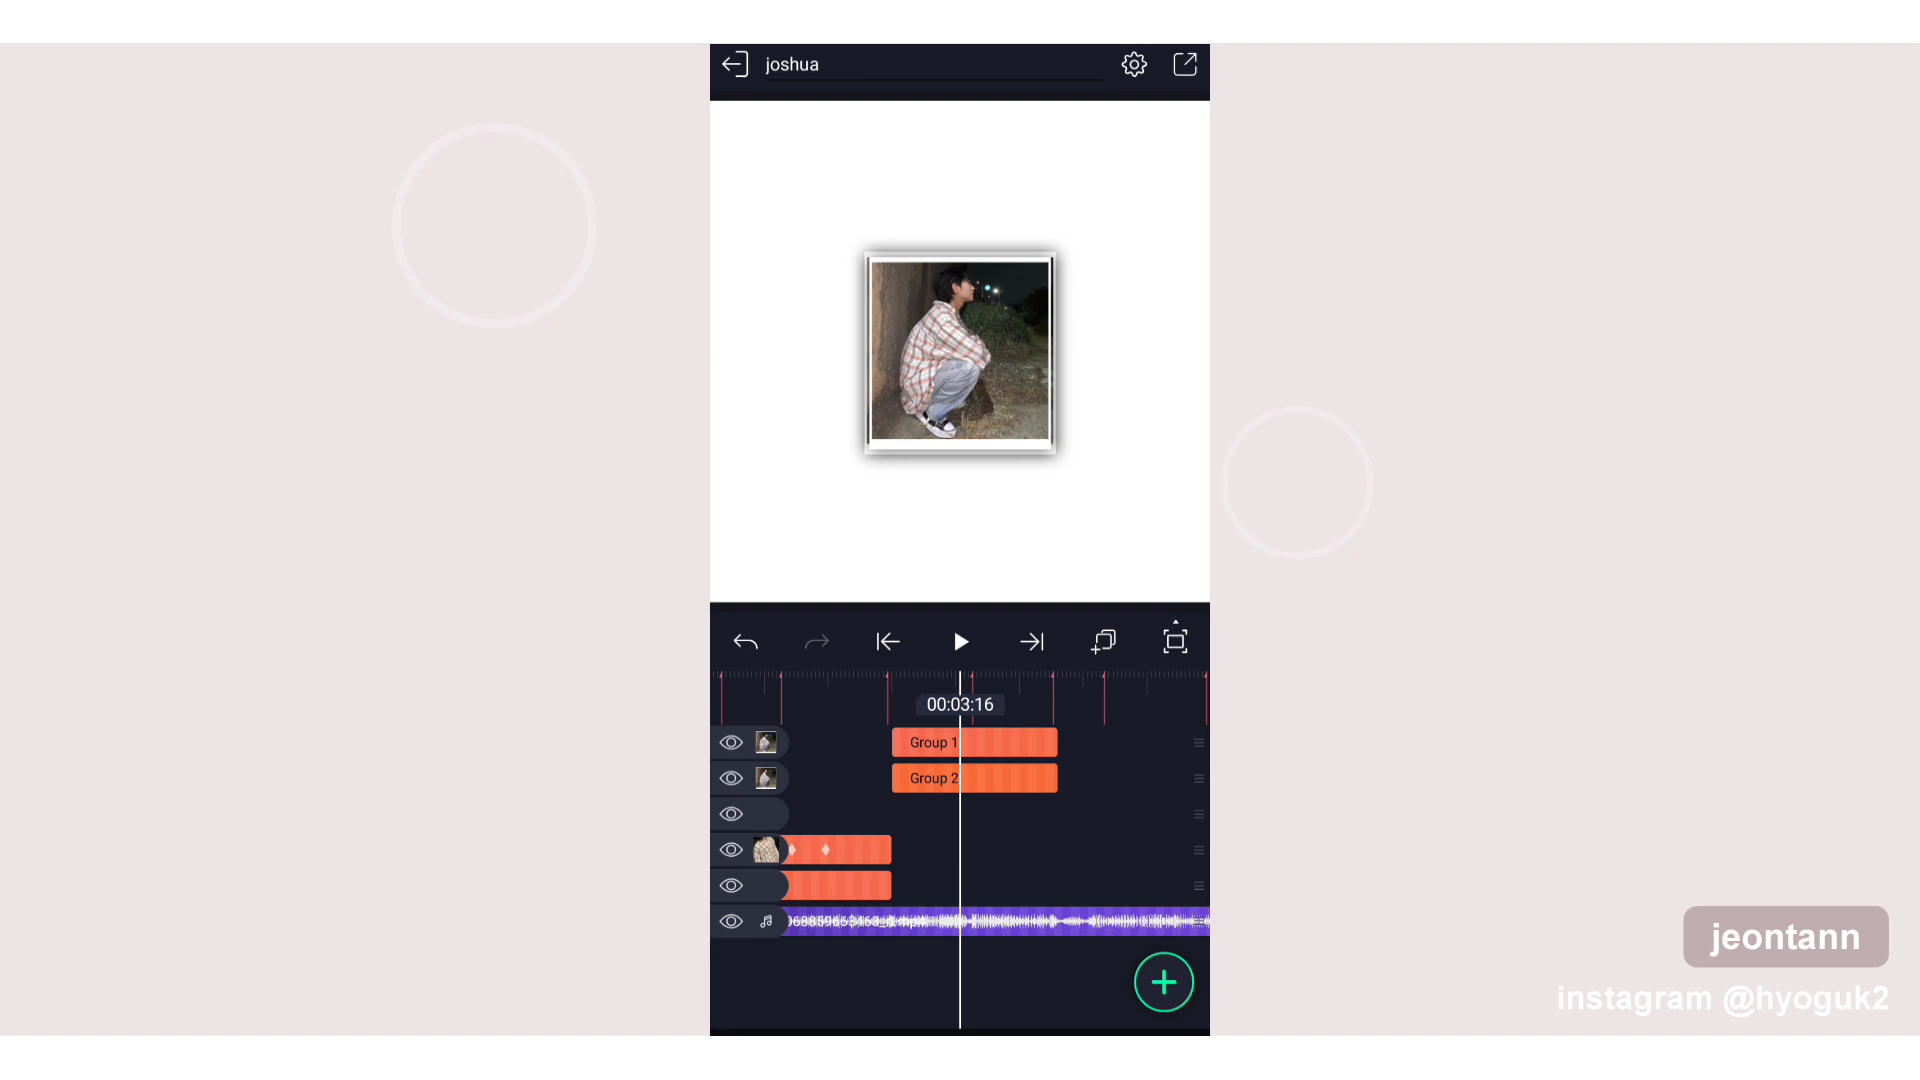 joshua
00:03:16
Group 1
Group 2
jeontann
instagram @hyoguk2